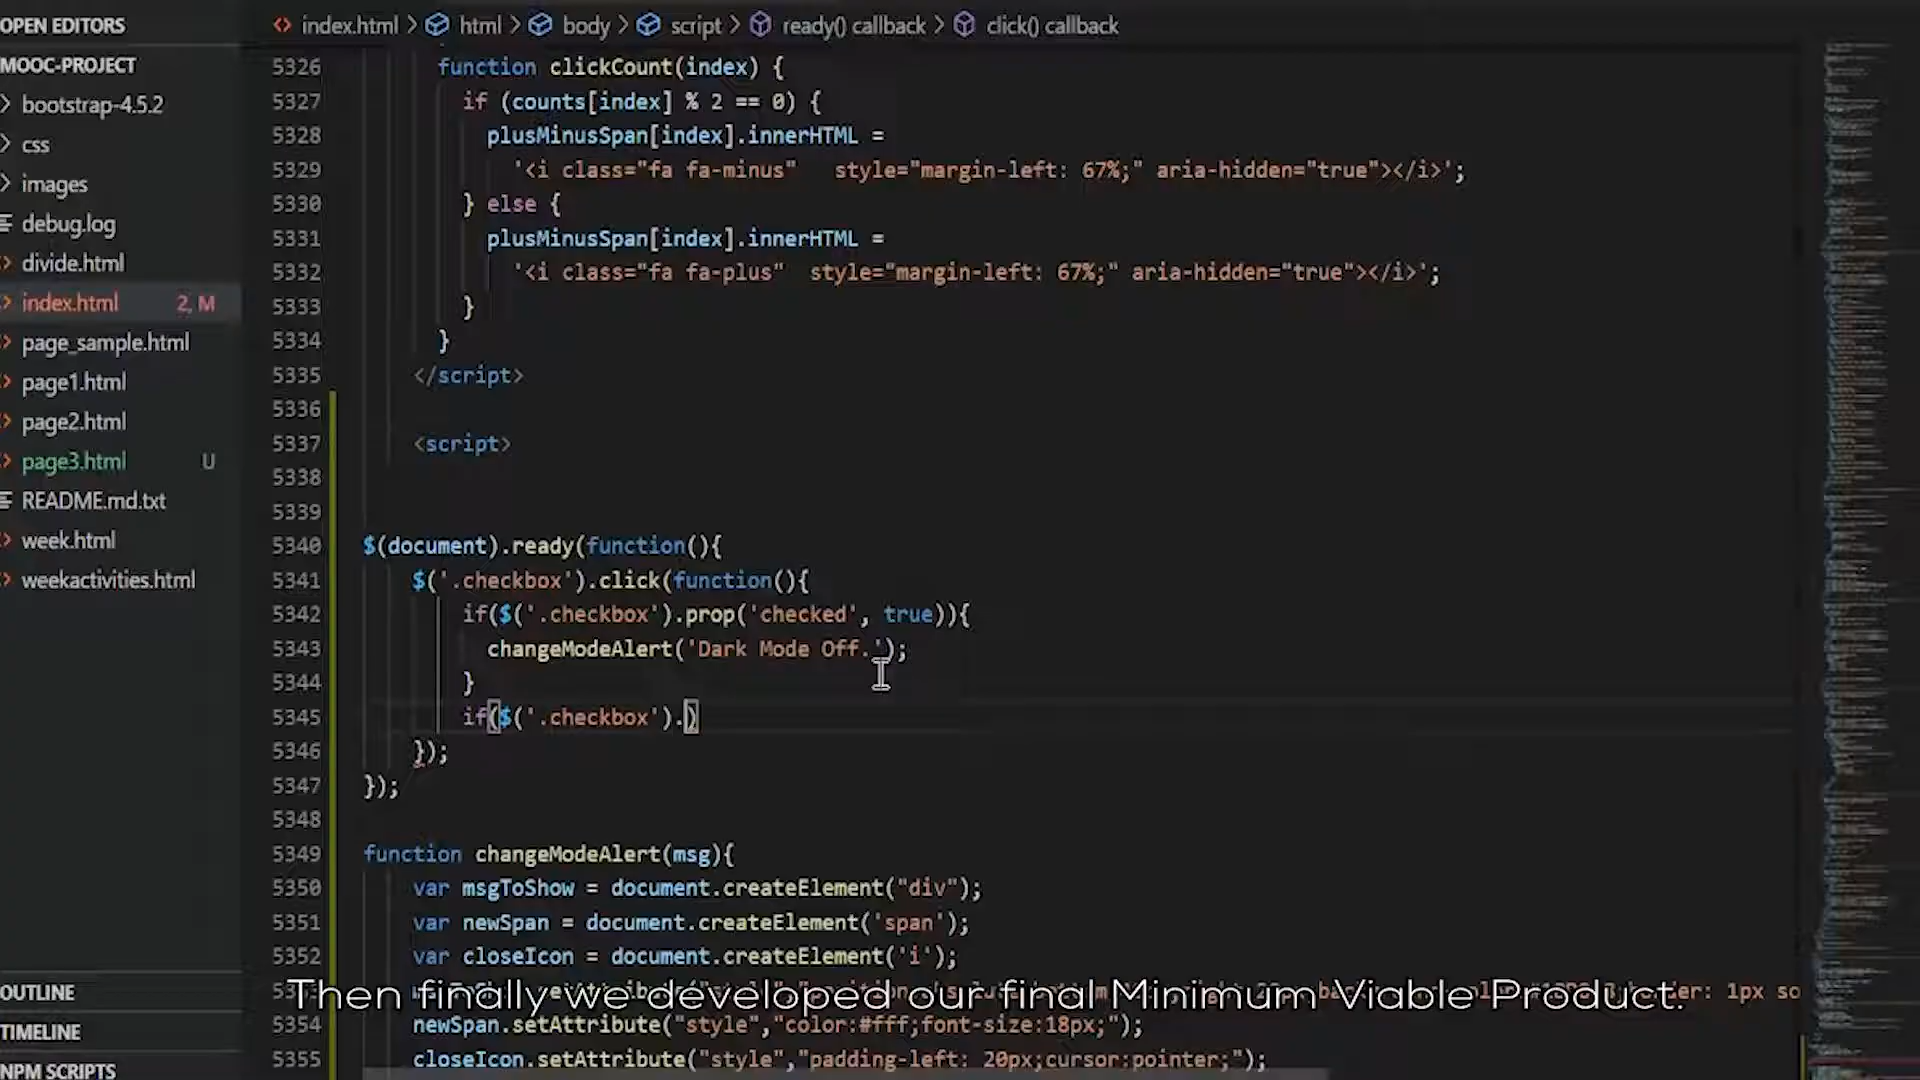 OPEN EDITORS
MOOC-PROJECT
bootstrap-4.5.2
css
images
debug.log
divide.html
index.html 2, M
page_sample.html
page1.html
page2.html
page3.html U
README.md.txt
week.html
weekactivities.html
OUTLINE
TIMELINE
NPM SCRIPTS
index.html > html > body > script > ready() callback > click() callback
5326 function clickCount(index) {
5327 if (counts[index] % 2 == 0) {
5328 plusMinusSpan[index].innerHTML =
5329 '<i class="fa fa-minus" style="margin-left: 67%;" aria-hidden="true"></i>';
5330 } else {
5331 plusMinusSpan[index].innerHTML =
5332 '<i class="fa fa-plus" style="margin-left: 67%;" aria-hidden="true"></i>';
5333 }
5334 }
5335 </script>
5336
5337 <script>
5338
5339
5340 $(document).ready(function(){
5341 $('.checkbox').click(function(){
5342 if($('.checkbox').prop('checked', true)){
5343 changeModeAlert('Dark Mode Off.');
5344 }
5345 if($('.checkbox').)
5346 });
5347 });
5348
5349 function changeModeAlert(msg){
5350 var msgToShow = document.createElement("div");
5351 var newSpan = document.createElement('span');
5352 var closeIcon = document.createElement('i');
Then finally we developed our final Minimum Viable Product.
5354 newSpan.setAttribute("style","color:#fff;font-size:18px;");
5355 closeIcon.setAttribute("style","padding-left: 20px;cursor:pointer;");